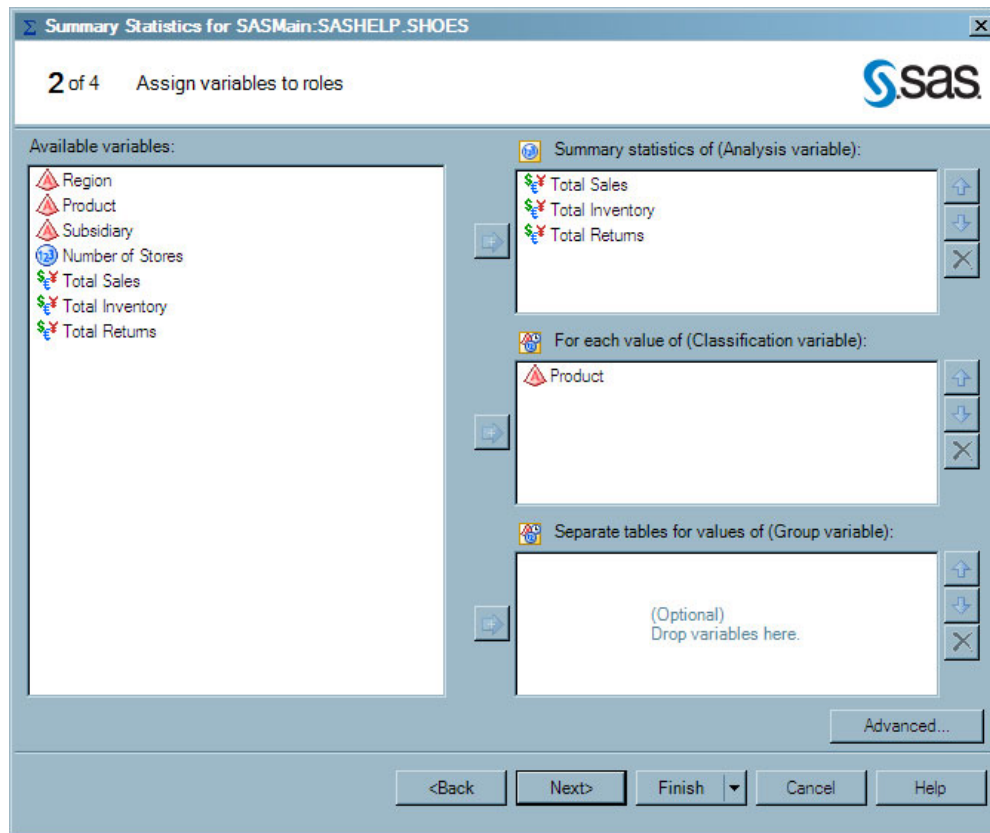 Σ Summary Statistics for SASMain:SASHELP.SHOES
2 of 4 Assign variables to roles
sas
Available variables:
Region
Product
Subsidiary
Number of Stores
Total Sales
Total Inventory
Total Returns
Summary statistics of (Analysis variable):
Total Sales
Total Inventory
Total Returns
For each value of (Classification variable):
Product
Separate tables for values of (Group variable):
(Optional)
Drop variables here.
Advanced...
<Back Next> Finish Cancel Help